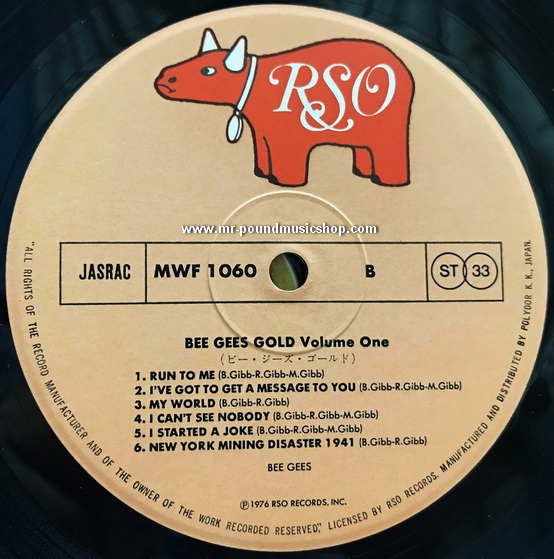 RSO
www.mr-poundmusicshop.com
JASRAC
MWF 1060
B
ST 33
BEE GEES GOLD Volume One
(ビー・ジーズ・ゴールド)
1. RUN TO ME (B.Gibb-R.Gibb-M.Gibb)
2. I'VE GOT TO GET A MESSAGE TO YOU (B.Gibb-R.Gibb-M.Gibb)
3. MY WORLD (B.Gibb-R.Gibb)
4. I CAN'T SEE NOBODY (B.Gibb-R.Gibb-M.Gibb)
5. I STARTED A JOKE (B.Gibb-R.Gibb-M.Gibb)
6. NEW YORK MINING DISASTER 1941 (B.Gibb-R.Gibb)
BEE GEES
Ⓟ1976 RSO RECORDS, INC.
"ALL RIGHTS OF THE RECORD MANUFACTURER AND OF THE OWNER OF THE WORK RECORDED RESERVED", LICENSED BY RSO RECORDS. MANUFACTURED AND DISTRIBUTED BY POLYDOR K.K., JAPAN.